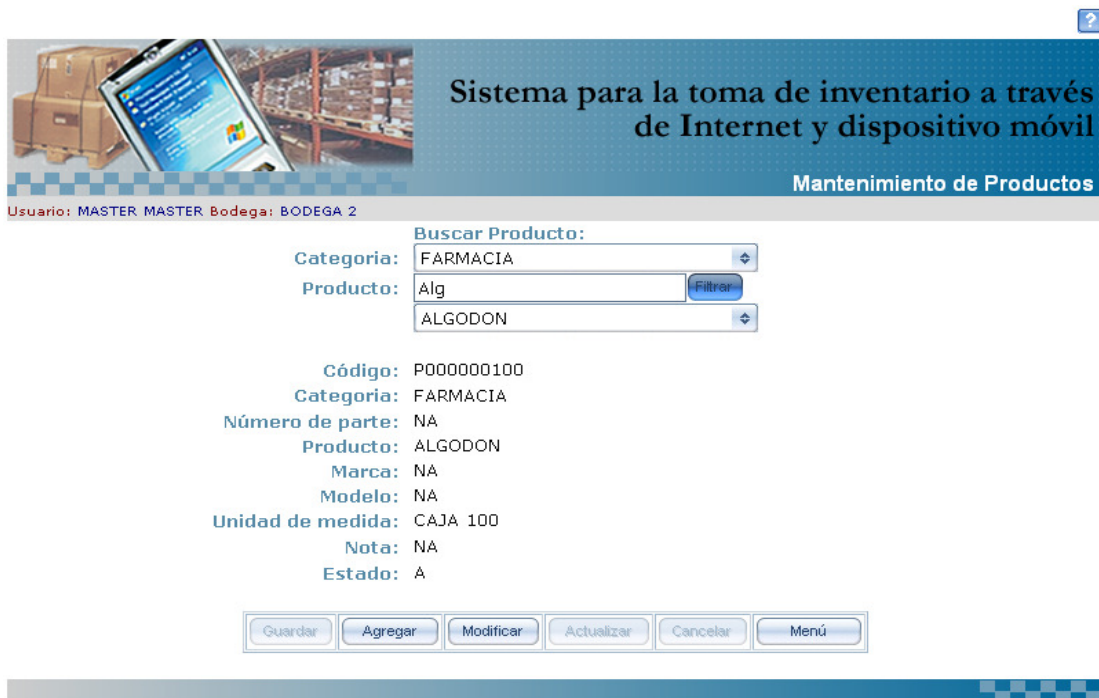 ?
Sistema para la toma de inventario a través
de Internet y dispositivo móvil
Mantenimiento de Productos
Usuario: MASTER MASTER Bodega: BODEGA 2
Buscar Producto:
Categoria: FARMACIA
Producto: Alg Filtrar
ALGODON
Código: P000000100
Categoria: FARMACIA
Número de parte: NA
Producto: ALGODON
Marca: NA
Modelo: NA
Unidad de medida: CAJA 100
Nota: NA
Estado: A
Guardar Agregar Modificar Actualizar Cancelar Menú